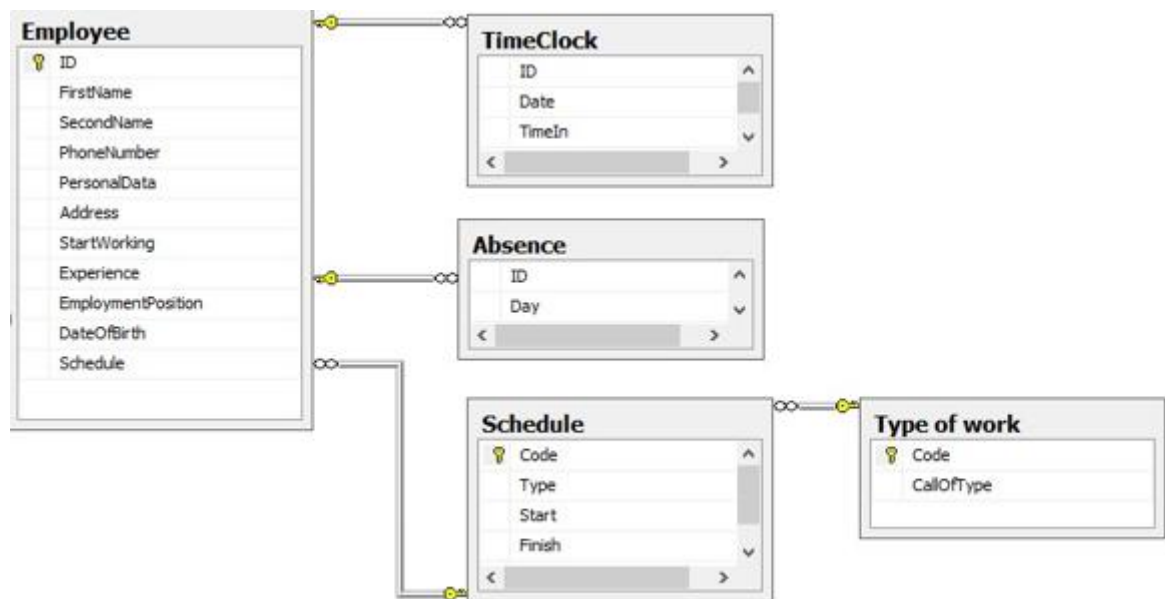 Employee
ID
FirstName
SecondName
PhoneNumber
PersonalData
Address
StartWorking
Experience
EmploymentPosition
DateOfBirth
Schedule
TimeClock
ID
Date
TimeIn
Absence
ID
Day
Schedule
Code
Type
Start
Finish
Type of work
Code
CallOfType